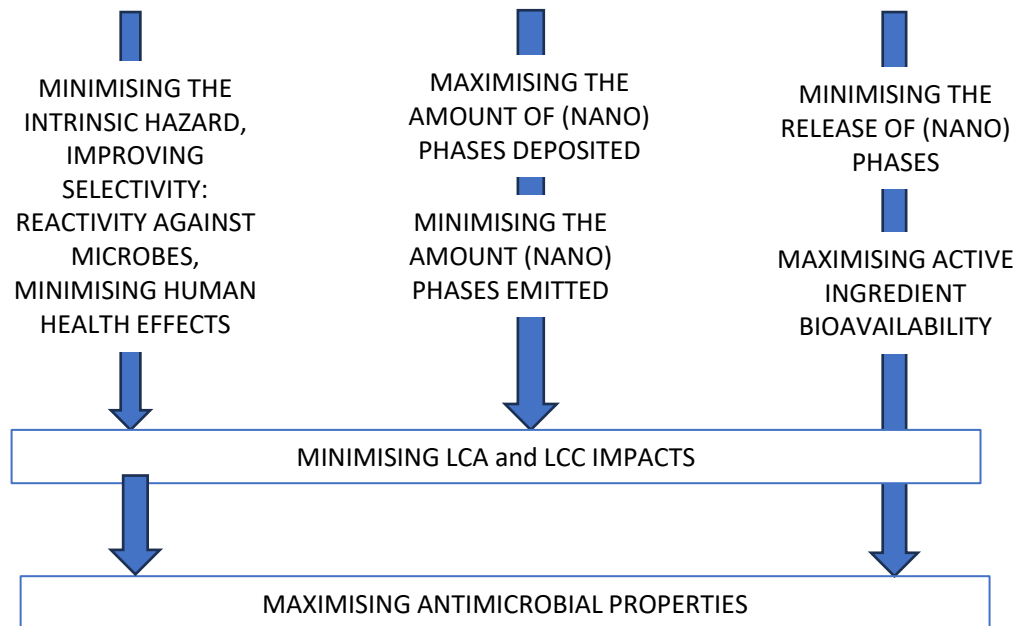 MINIMISING THE
INTRINSIC HAZARD,
IMPROVING
SELECTIVITY:
REACTIVITY AGAINST
MICROBES,
MINIMISING HUMAN
HEALTH EFFECTS
MAXIMISING THE
AMOUNT OF (NANO)
PHASES DEPOSITED
MINIMISING THE
AMOUNT (NANO)
PHASES EMITTED
MINIMISING THE
RELEASE OF (NANO)
PHASES
MAXIMISING ACTIVE
INGREDIENT
BIOAVAILABILITY
MINIMISING LCA and LCC IMPACTS
MAXIMISING ANTIMICROBIAL PROPERTIES